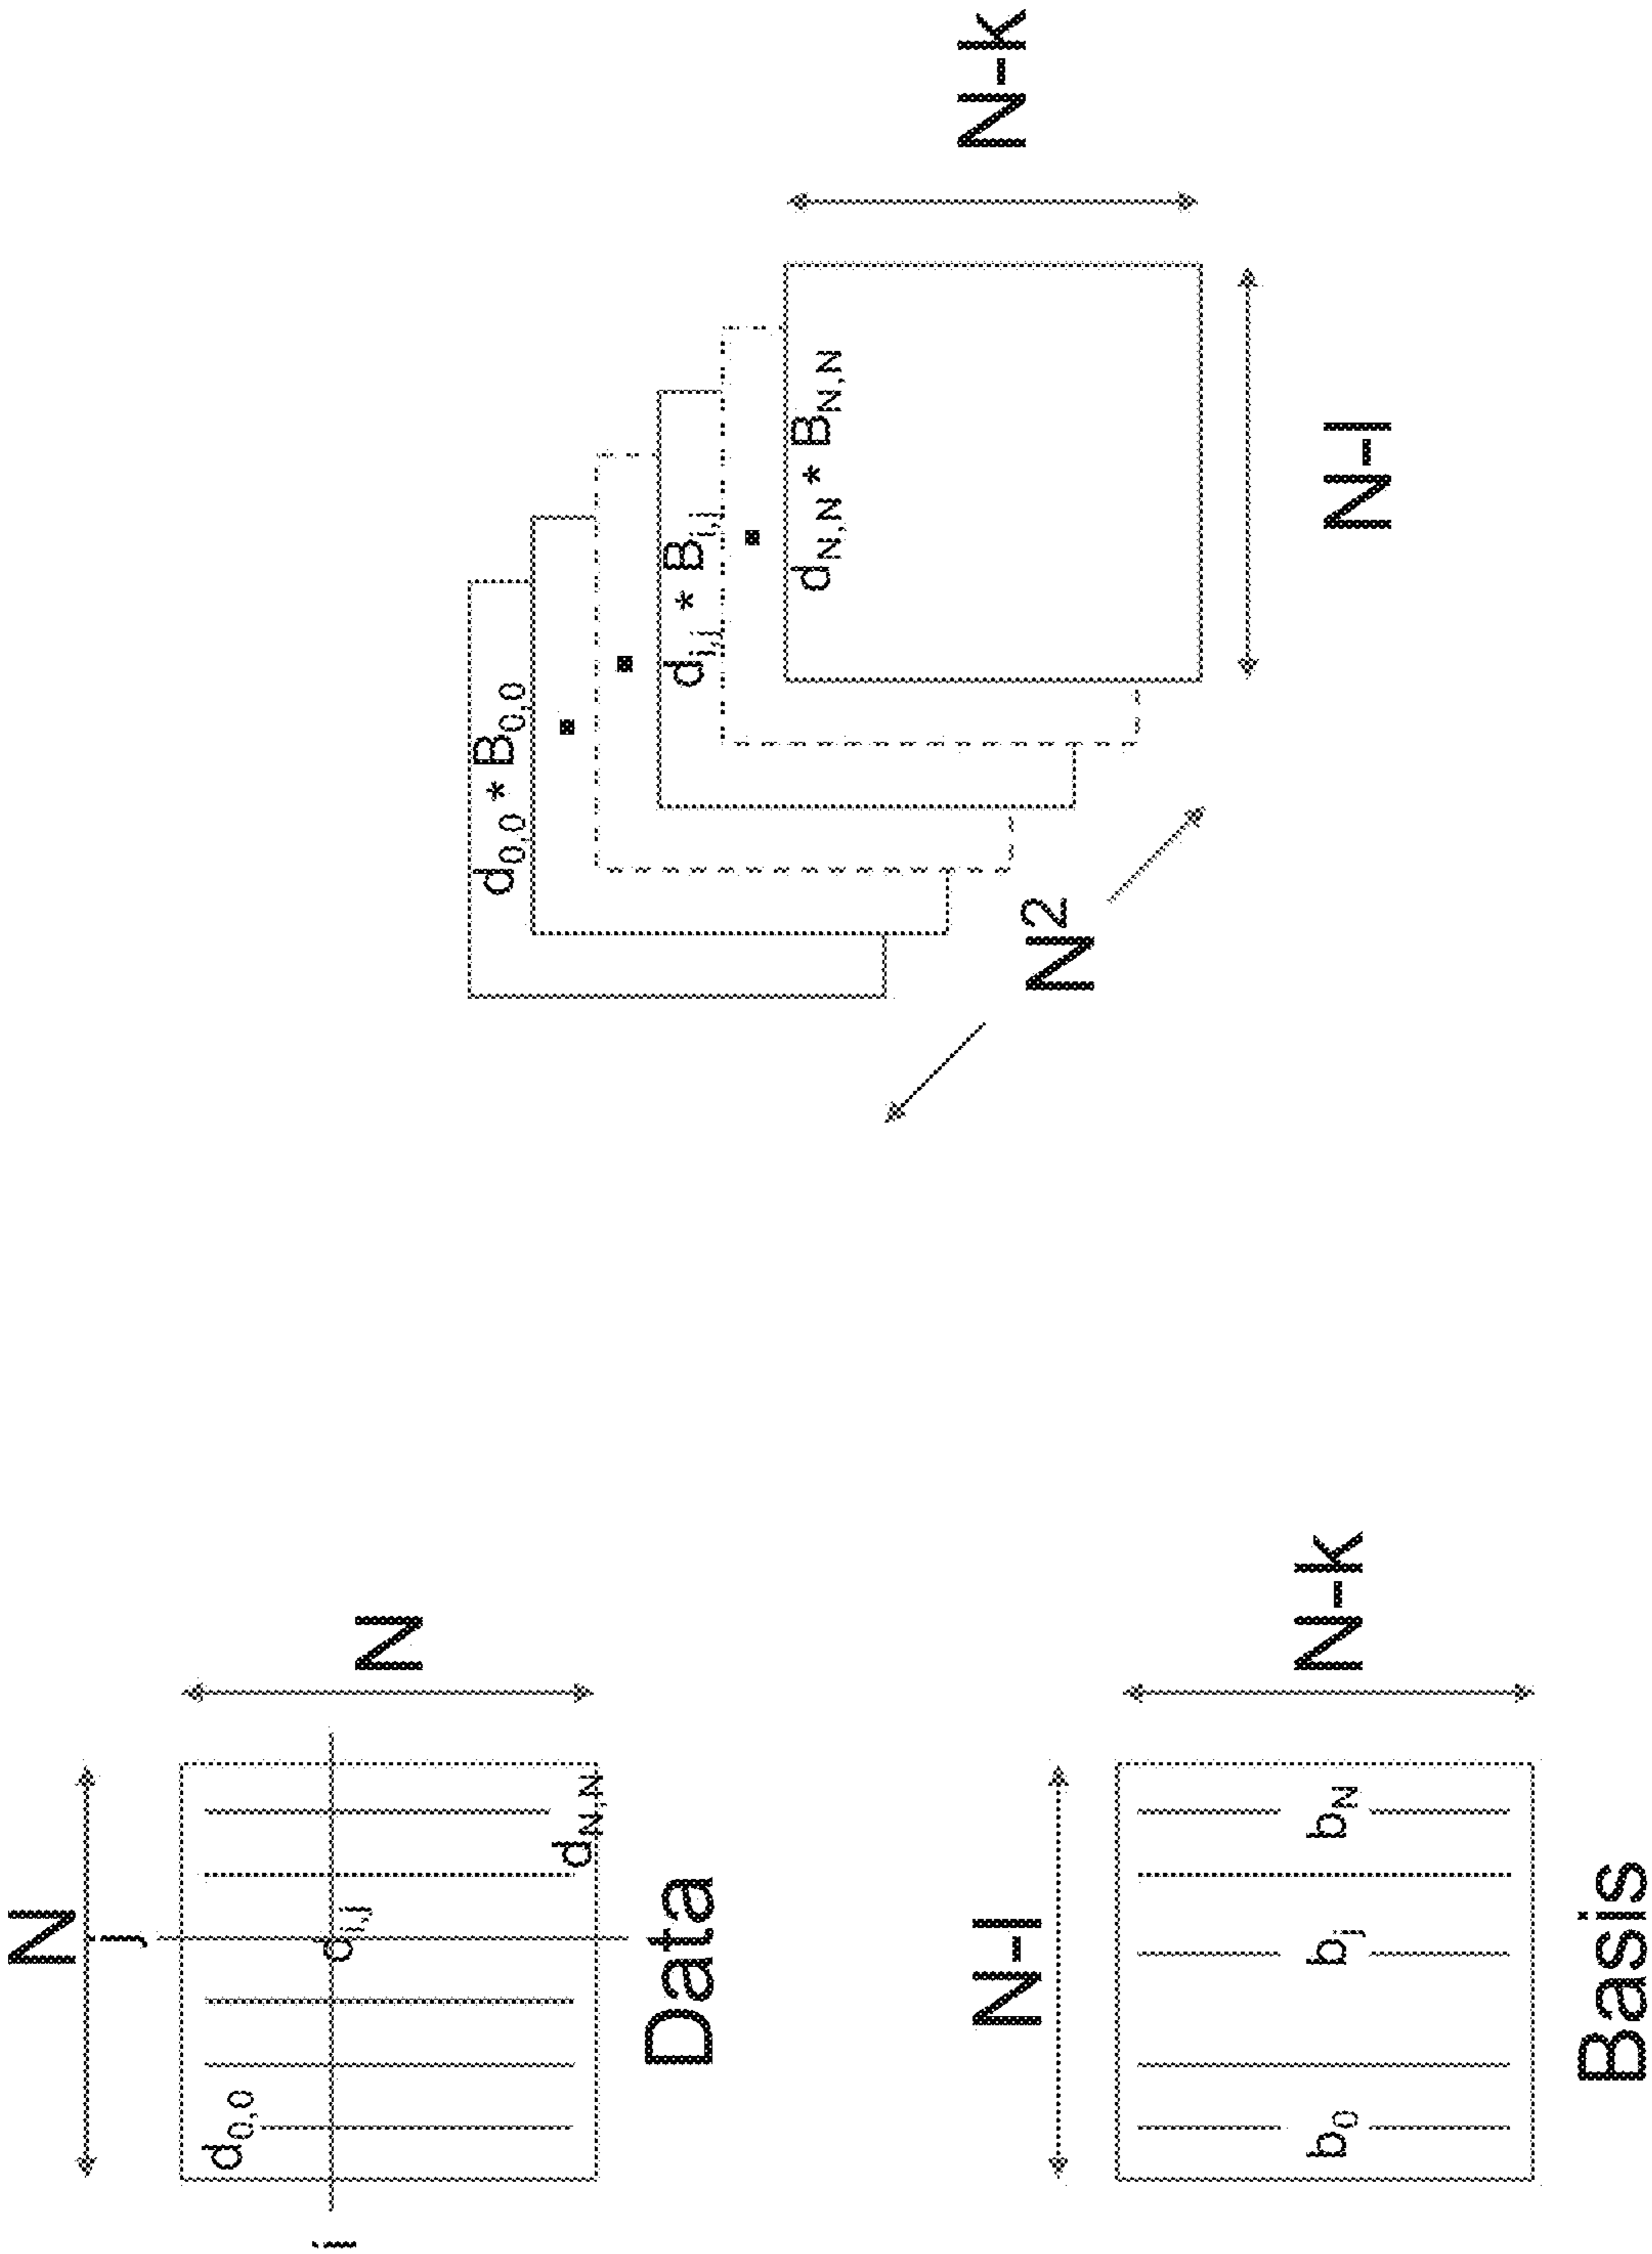 N
j
d0,0
i
di,j
N
dN,N
Data
N-l
b0
bj
bN
N-k
Basis
d0,0 * B0,0
di,j * Bi,j
dN,N * BN,N
N-k
N2
N-l